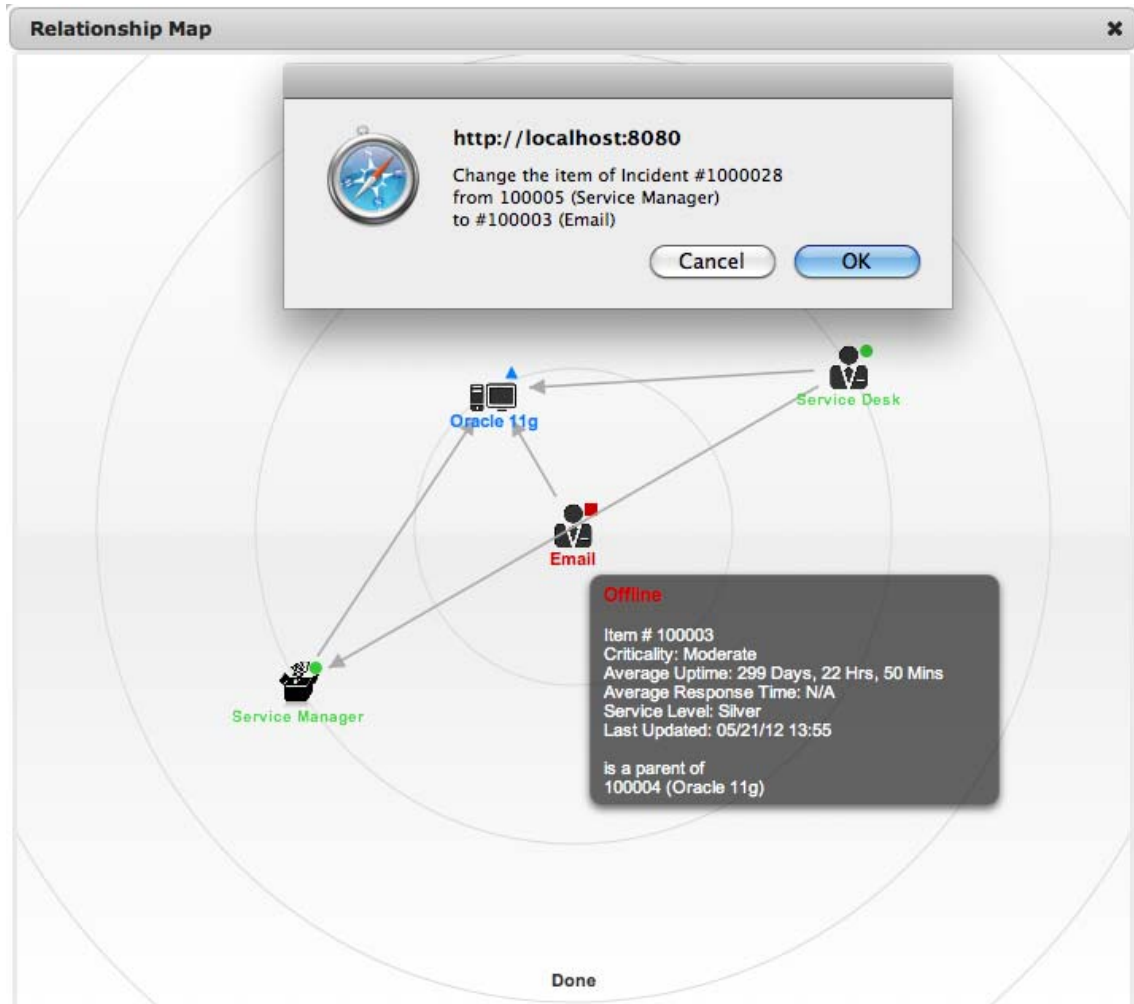 Relationship Map
http://localhost:8080
Change the item of Incident #1000028
from 100005 (Service Manager)
to #100003 (Email)
Cancel
OK
Service Desk
Oracle 11g
Email
Offline
Item # 100003
Criticality: Moderate
Average Uptime: 299 Days, 22 Hrs, 50 Mins
Average Response Time: N/A
Service Level: Silver
Last Updated: 05/21/12 13:55
is a parent of
100004 (Oracle 11g)
Service Manager
Done